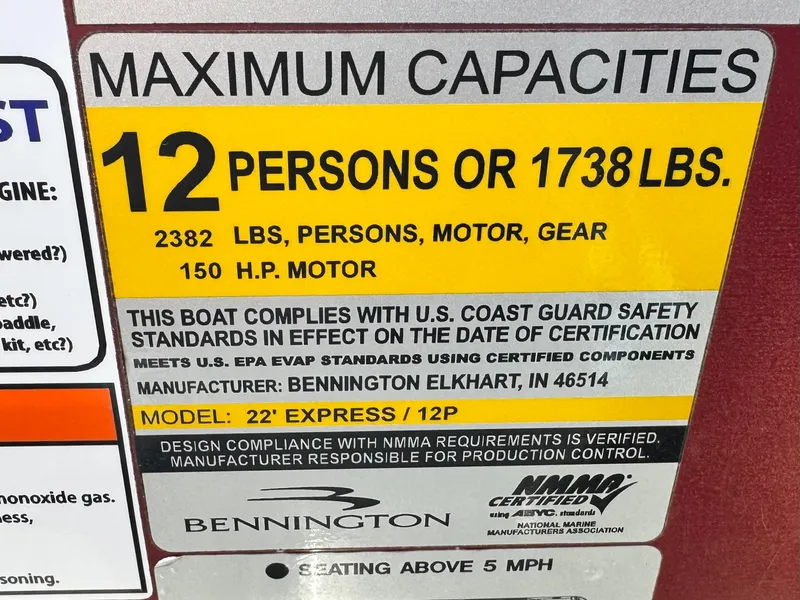 MAXIMUM CAPACITIES
12 PERSONS OR 1738 LBS.
2382 LBS, PERSONS, MOTOR, GEAR
150 H.P. MOTOR
THIS BOAT COMPLIES WITH U.S. COAST GUARD SAFETY
STANDARDS IN EFFECT ON THE DATE OF CERTIFICATION
MEETS U.S. EPA EVAP STANDARDS USING CERTIFIED COMPONENTS
MANUFACTURER: BENNINGTON ELKHART, IN 46514
MODEL: 22' EXPRESS / 12P
DESIGN COMPLIANCE WITH NMMA REQUIREMENTS IS VERIFIED.
MANUFACTURER RESPONSIBLE FOR PRODUCTION CONTROL.
BENNINGTON
NMMA
CERTIFIED
using ABYC. standards
NATIONAL MARINE
MANUFACTURERS ASSOCIATION
SEATING ABOVE 5 MPH
ST
GINE:
wered?)
etc?)
paddle,
kit, etc?)
monoxide gas.
ness,
soning.